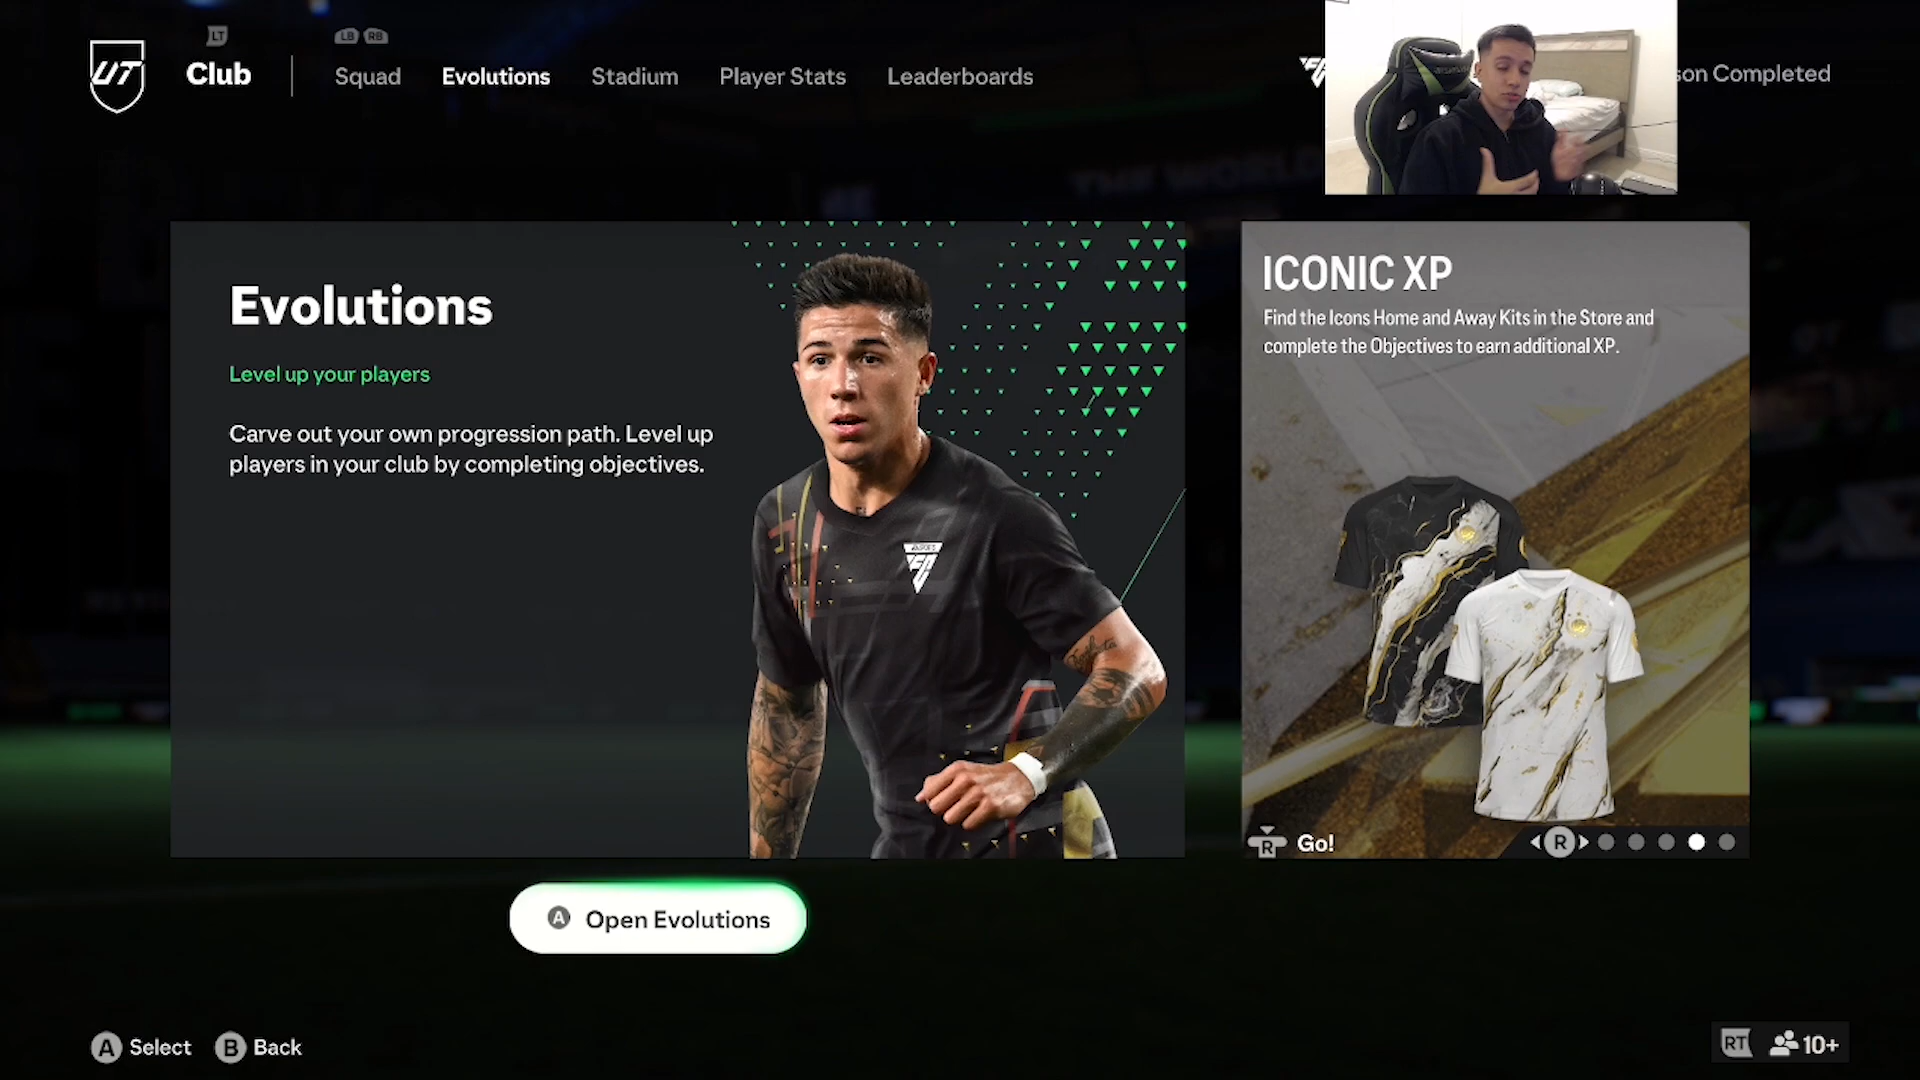 LT
LB RB
UT
Club
Squad
Evolutions
Stadium
Player Stats
Leaderboards
son Completed
Evolutions
Level up your players
Carve out your own progression path. Level up
players in your club by completing objectives.
ICONIC XP
Find the Icons Home and Away Kits in the Store and
complete the Objectives to earn additional XP.
R Go!
R
A Open Evolutions
A Select
B Back
RT
10+